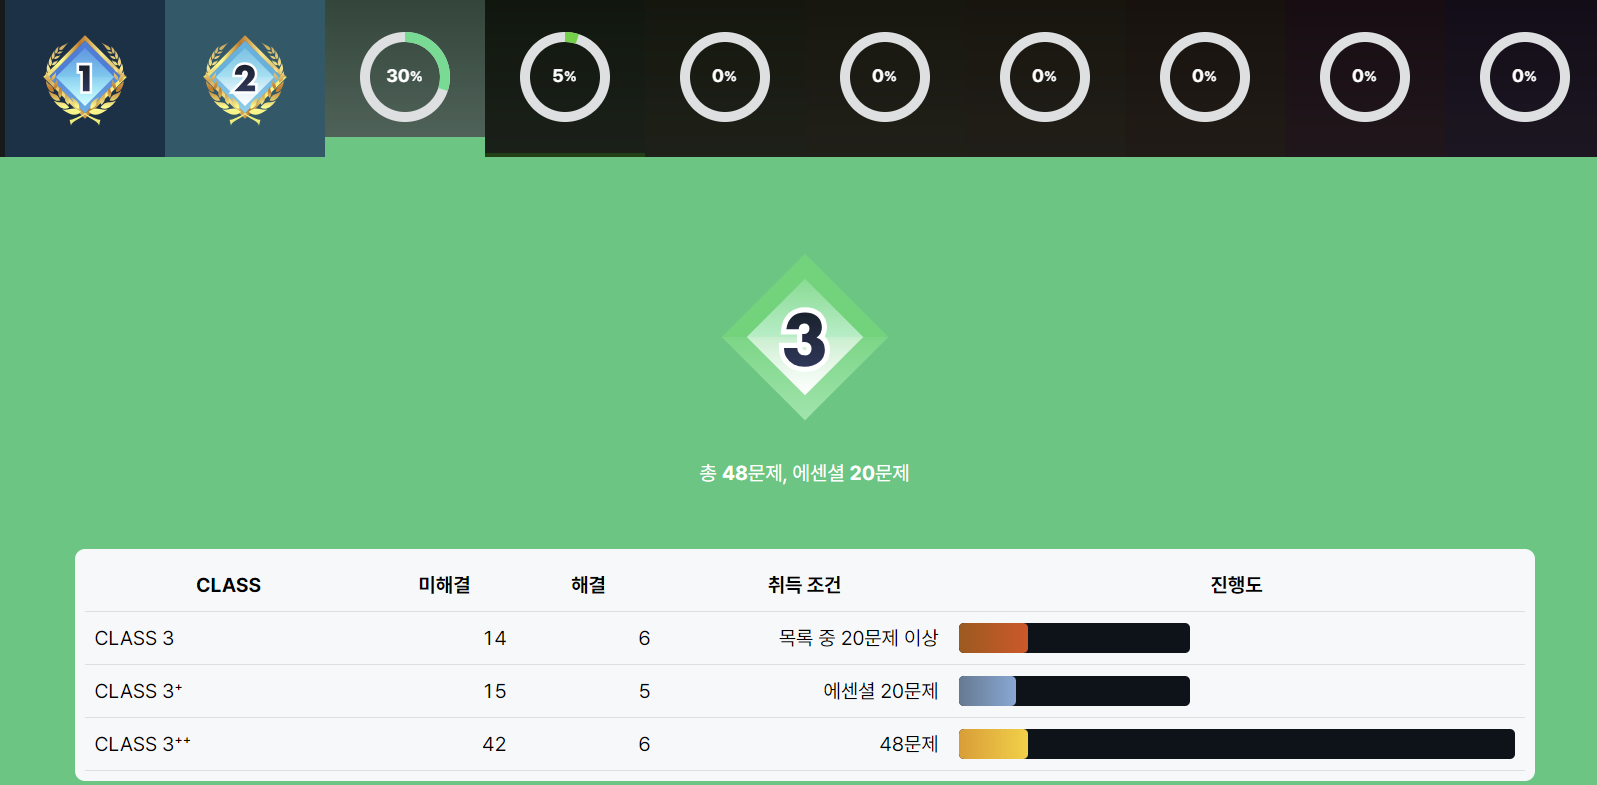 1 2 30% 5% 0% 0% 0% 0% 0% 0%
3
총 48문제, 에센셜 20문제
CLASS 미해결 해결 취득 조건 진행도
CLASS 3 14 6 목록 중 20문제 이상
CLASS 3⁺ 15 5 에센셜 20문제
CLASS 3⁺⁺ 42 6 48문제